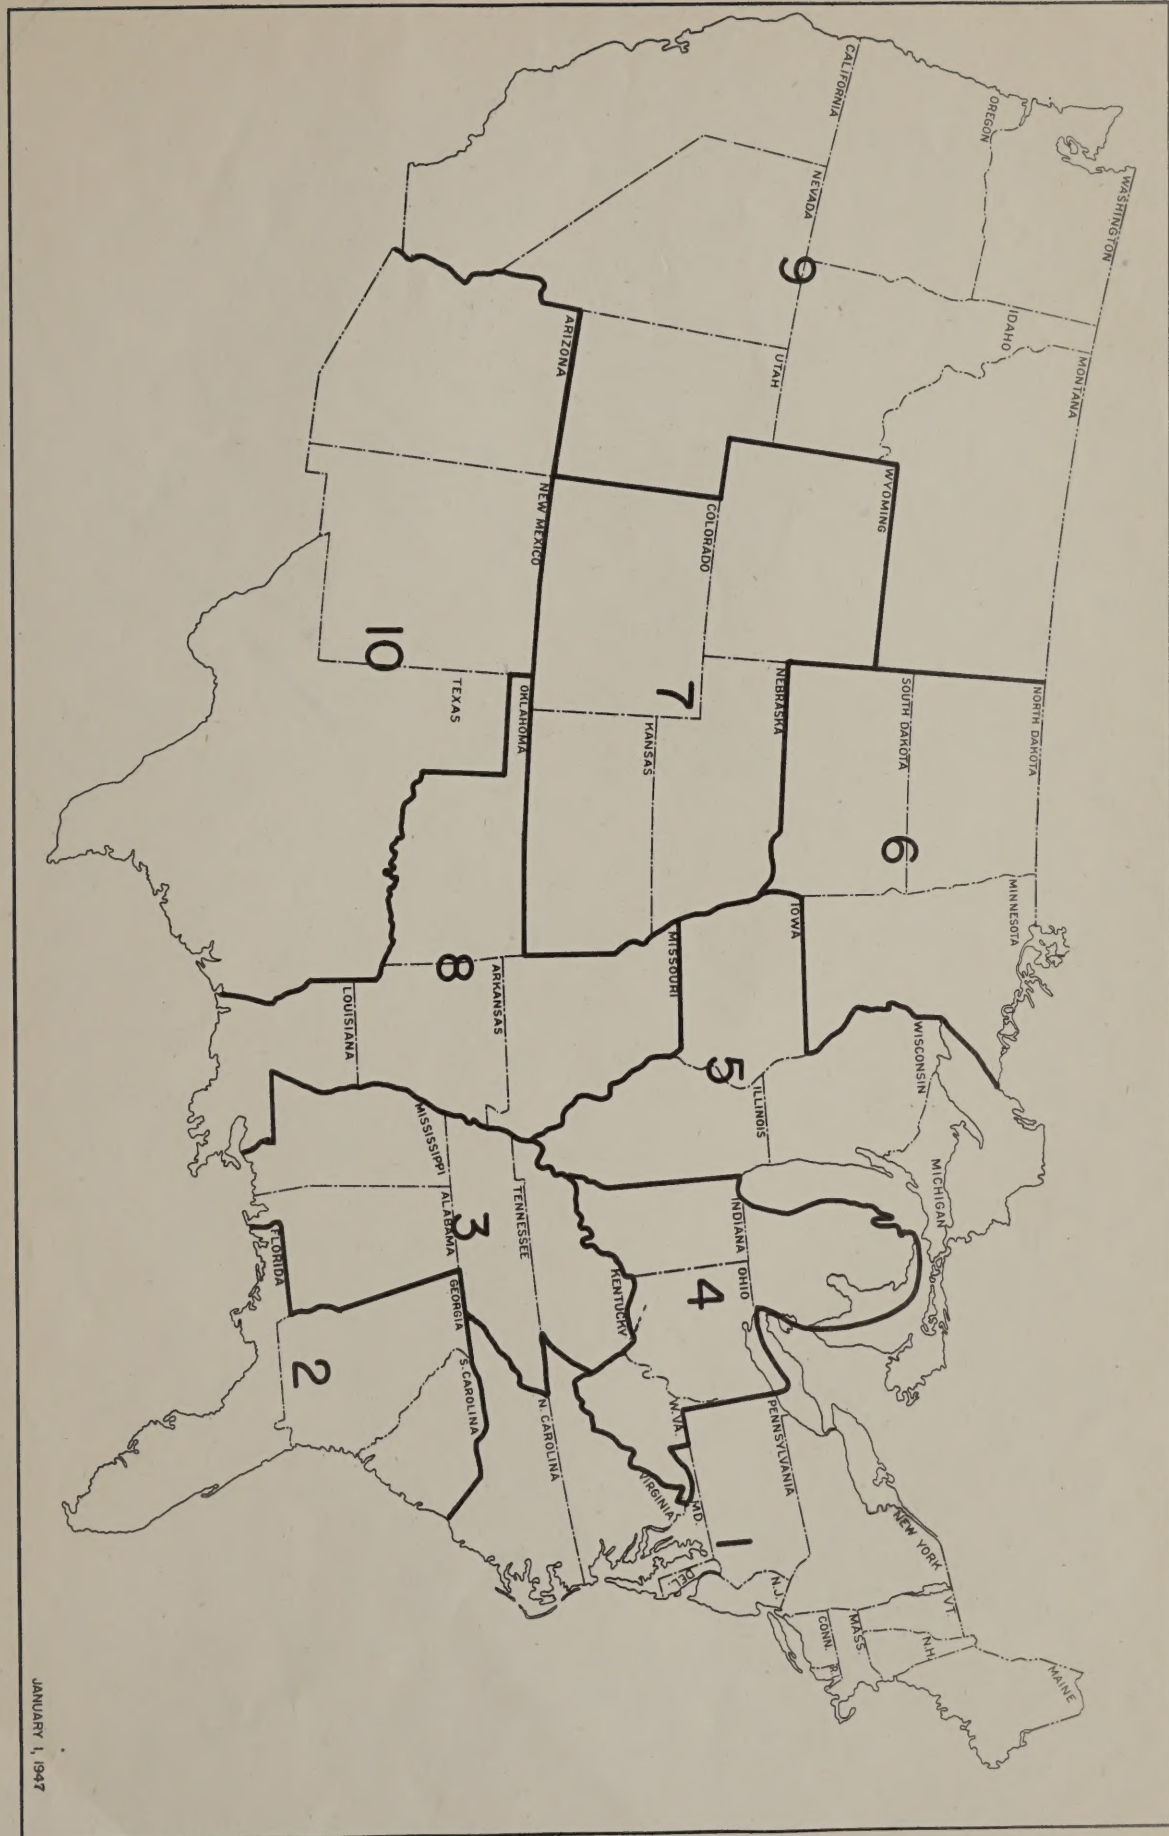 WASHINGTON
MONTANA
NORTH DAKOTA
MINNESOTA
MAINE
OREGON
IDAHO
SOUTH DAKOTA
WISCONSIN
MICHIGAN
VT.
N.H.
NEW YORK
WYOMING
6
MASS.
CALIFORNIA
NEVADA
9
UTAH
NEBRASKA
IOWA
ILLINOIS
INDIANA
OHIO
PENNSYLVANIA
N.J.
CONN.
R.I.
COLORADO
7
KANSAS
MISSOURI
5
4
W.VA.
MD.
1
DEL.
KENTUCKY
VIRGINIA
ARIZONA
NEW MEXICO
OKLAHOMA
ARKANSAS
TENNESSEE
N. CAROLINA
8
3
S. CAROLINA
TEXAS
10
MISSISSIPPI
ALABAMA
GEORGIA
LOUISIANA
FLORIDA
2
JANUARY 1, 1947